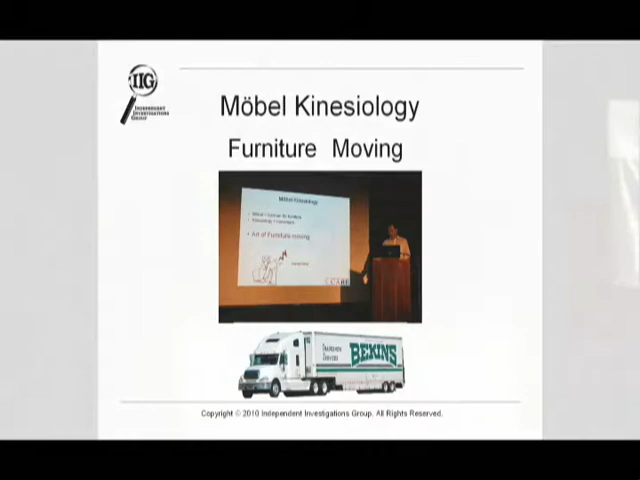 IIG
INDEPENDENT
INVESTIGATIONS
GROUP
Möbel Kinesiology
Furniture Moving
Möbel Kinesiology
• Art of Furniture moving
BEKINS
Copyright © 2010 Independent Investigations Group. All Rights Reserved.